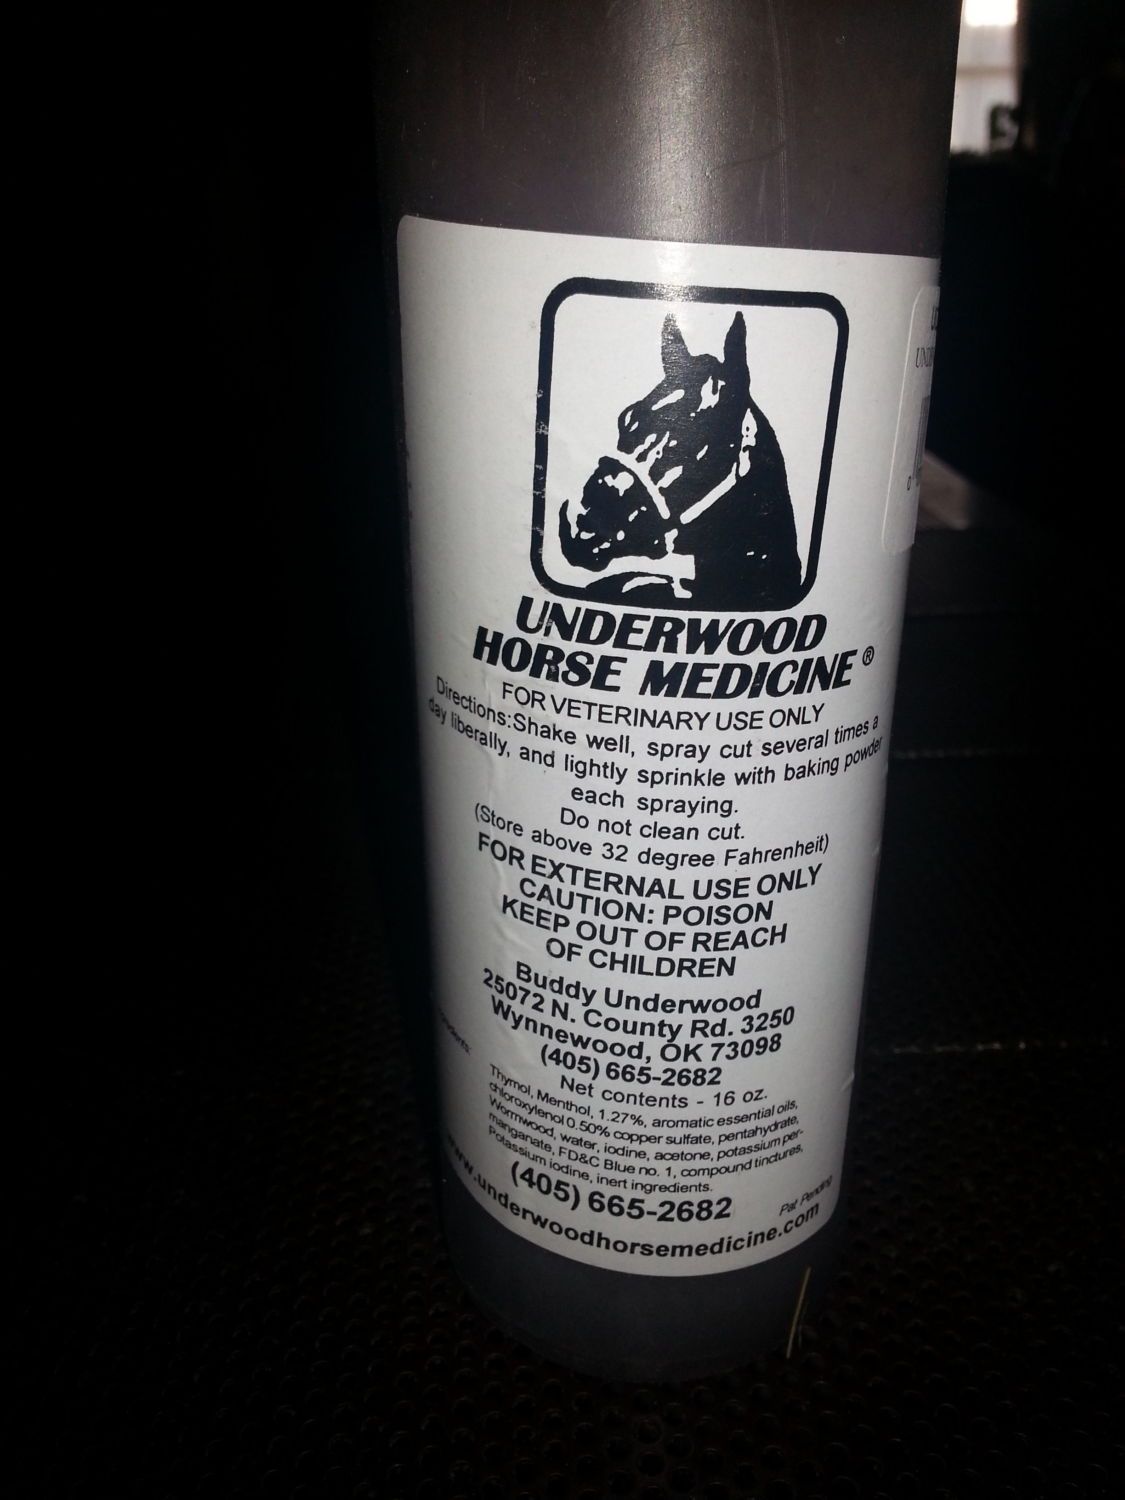 UNDERWOOD
HORSE MEDICINE®
FOR VETERINARY USE ONLY
Directions:Shake well, spray cut several times a
day liberally, and lightly sprinkle with baking powder
each spraying.
Do not clean cut.
(Store above 32 degree Fahrenheit)
FOR EXTERNAL USE ONLY
CAUTION: POISON
KEEP OUT OF REACH
OF CHILDREN
Buddy Underwood
25072 N. County Rd. 3250
Wynnewood, OK 73098
(405) 665-2682
Net contents - 16 oz.
Thymol, Menthol, 1.27%, aromatic essential oils,
chloroxylenol 0.50% copper sulfate, pentahydrate,
Wormwood, water, iodine, acetone, potassium per-
manganate, FD&C Blue no. 1, compound tinctures,
Potassium iodine, inert ingredients.
(405) 665-2682
Pat Pending
www.underwoodhorsemedicine.com